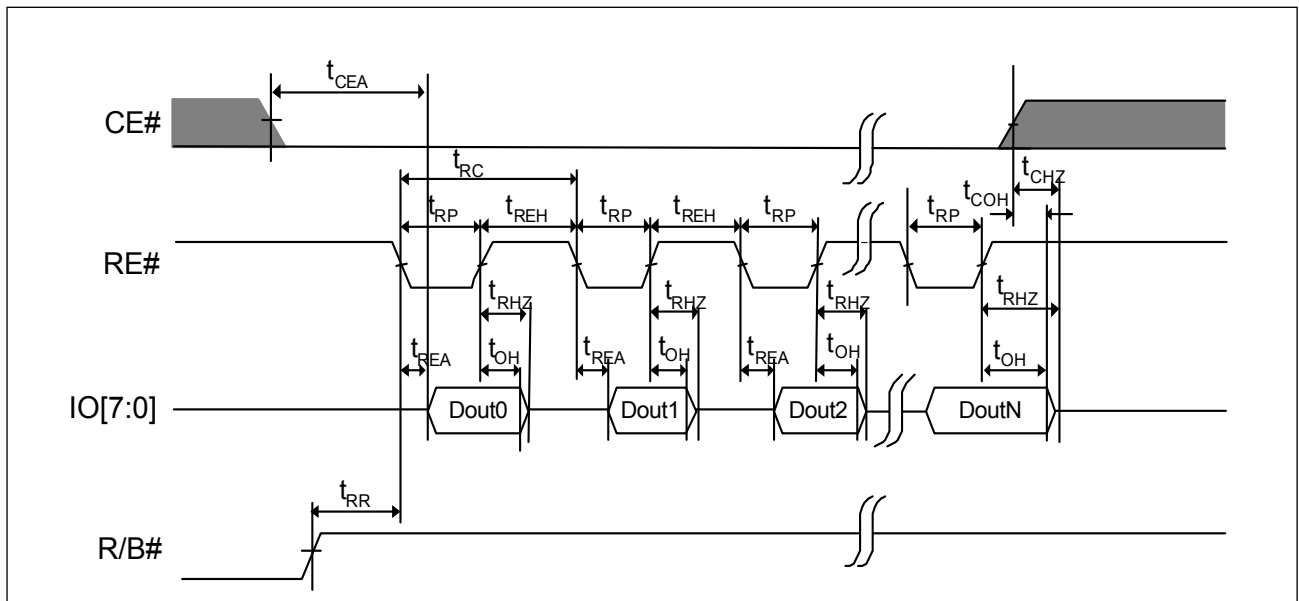 tCEA
CE#
tRC
tCHZ
tCOH
tRP tREH tRP tREH tRP tRP
RE#
tRHZ tRHZ tRHZ tRHZ
tREA tOH tREA tOH tREA tOH tOH
IO[7:0] Dout0 Dout1 Dout2 DoutN
tRR
R/B#